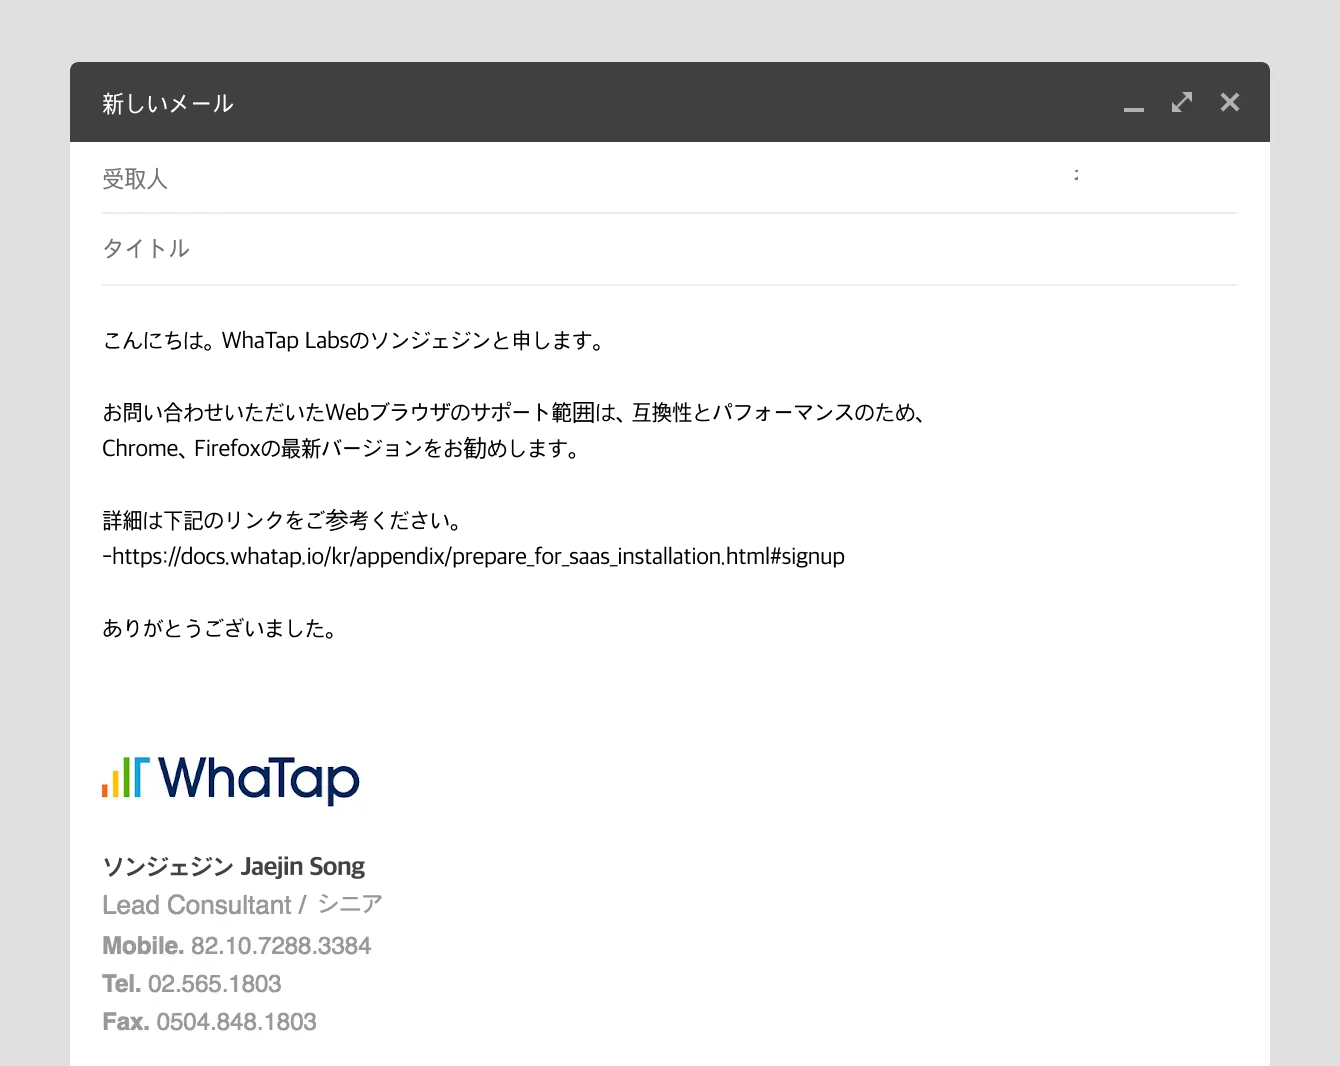 新しいメール
受取人
:
タイトル
こんにちは。WhaTap Labsのソンジェジンと申します。
お問い合わせいただいたWebブラウザのサポート範囲は、互換性とパフォーマンスのため、
Chrome、Firefoxの最新バージョンをお勧めします。
詳細は下記のリンクをご参考ください。
-https://docs.whatap.io/kr/appendix/prepare_for_saas_installation.html#signup
ありがとうございました。
WhaTap
ソンジェジン Jaejin Song
Lead Consultant / シニア
Mobile. 82.10.7288.3384
Tel. 02.565.1803
Fax. 0504.848.1803